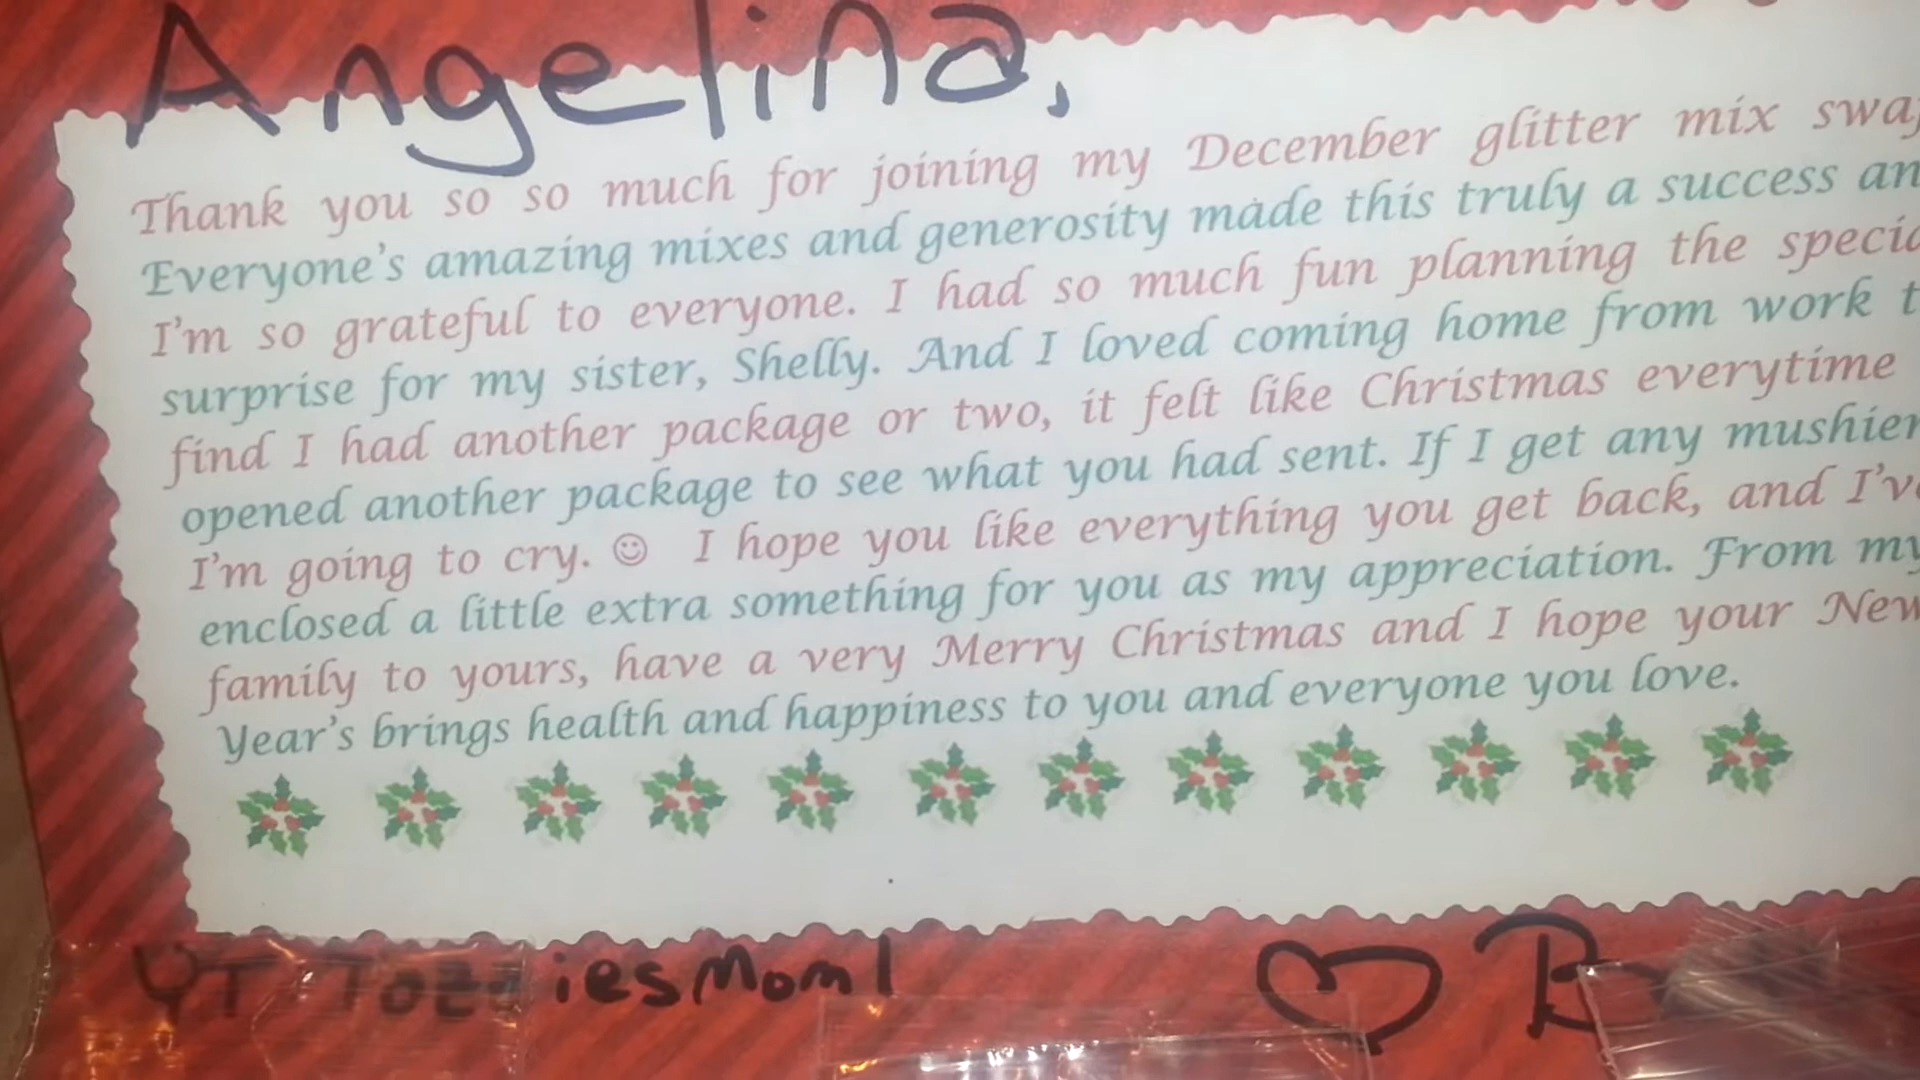 Angelina,
Thank you so so much for joining my December glitter mix
Everyone's amazing mixes and generosity made this truly a success
I'm so grateful to everyone. I had so much fun planning the
surprise for my sister, Shelly. And I loved coming home from work
find I had another package or two, it felt like Christmas everytime
opened another package to see what you had sent. If I get any mushier
I'm going to cry. ☺ I hope you like everything you get back, and I've
enclosed a little extra something for you as my appreciation. From my
family to yours, have a very Merry Christmas and I hope your New
Year's brings health and happiness to you and everyone you love.
YT